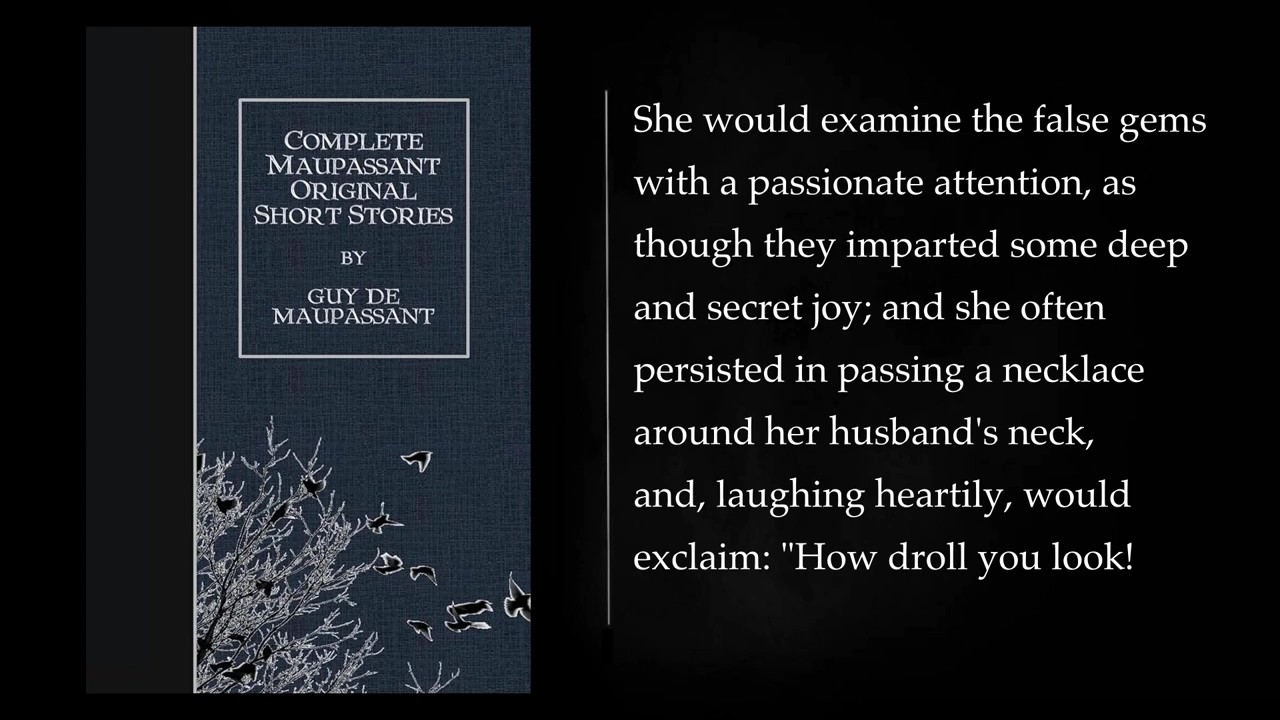 COMPLETE
MAUPASSANT
ORIGINAL
SHORT STORIES
BY
GUY DE
MAUPASSANT
She would examine the false gems
with a passionate attention, as
though they imparted some deep
and secret joy; and she often
persisted in passing a necklace
around her husband's neck,
and, laughing heartily, would
exclaim: "How droll you look!